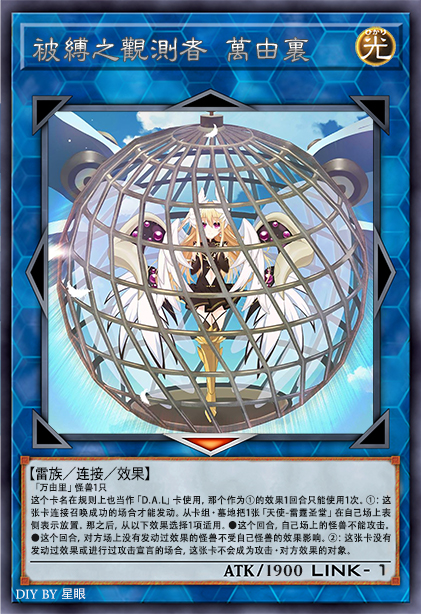 被縛之觀測者 萬由裏
ひかり
光
【雷族／连接／效果】
「万由里」怪兽1只
这个卡名在规则上也当作「D.A.L」卡使用，那个作为①的效果1回合只能使用1次。①：这
张卡连接召唤成功的场合才能发动。从卡组·墓地把1张「天使-雷霆圣堂」在自己场上表
侧表示放置。那之后，从以下效果选择1项适用。●这个回合，自己场上的怪兽不能攻击。
●这个回合，对方场上没有发动过效果的怪兽不受自己怪兽的效果影响。②：这张卡没有
发动过效果或进行过攻击宣言的场合，这张卡不会成为攻击·对方效果的对象。
ATK/1900 LINK-1
DIY BY 星眼